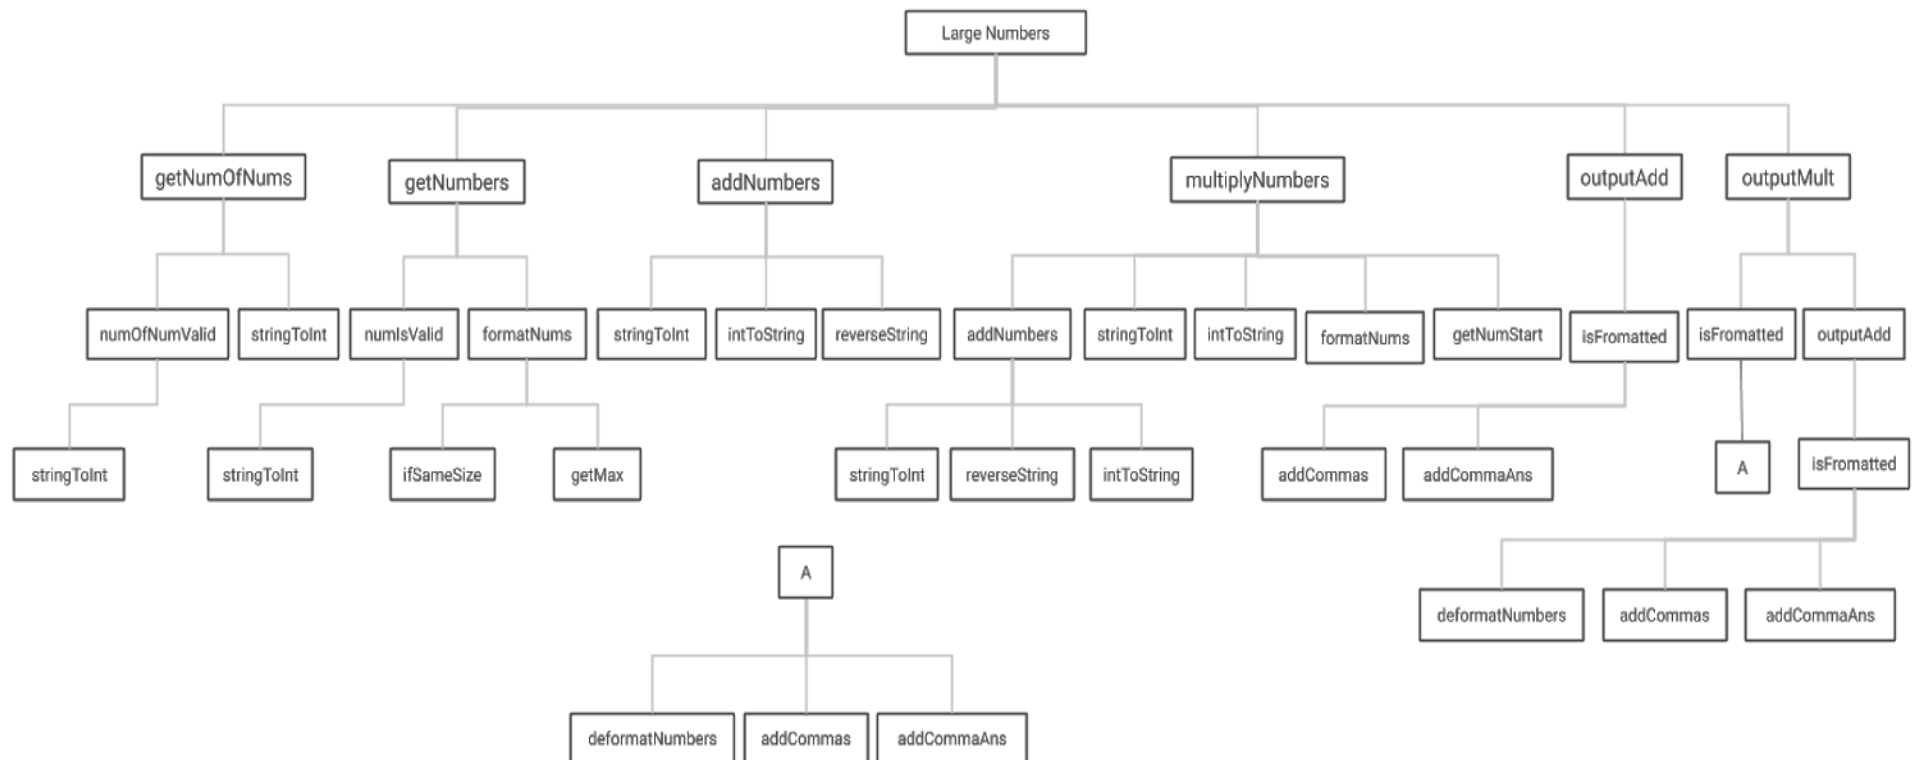 Large Numbers
getNumOfNums
getNumbers
addNumbers
multiplyNumbers
outputAdd
outputMult
numOfNumValid
stringToInt
numIsValid
formatNums
stringToInt
intToString
reverseString
addNumbers
stringToInt
intToString
formatNums
getNumStart
isFromatted
isFromatted
outputAdd
stringToInt
stringToInt
ifSameSize
getMax
stringToInt
reverseString
intToString
addCommas
addCommaAns
A
isFromatted
A
deformatNumbers
addCommas
addCommaAns
deformatNumbers
addCommas
addCommaAns